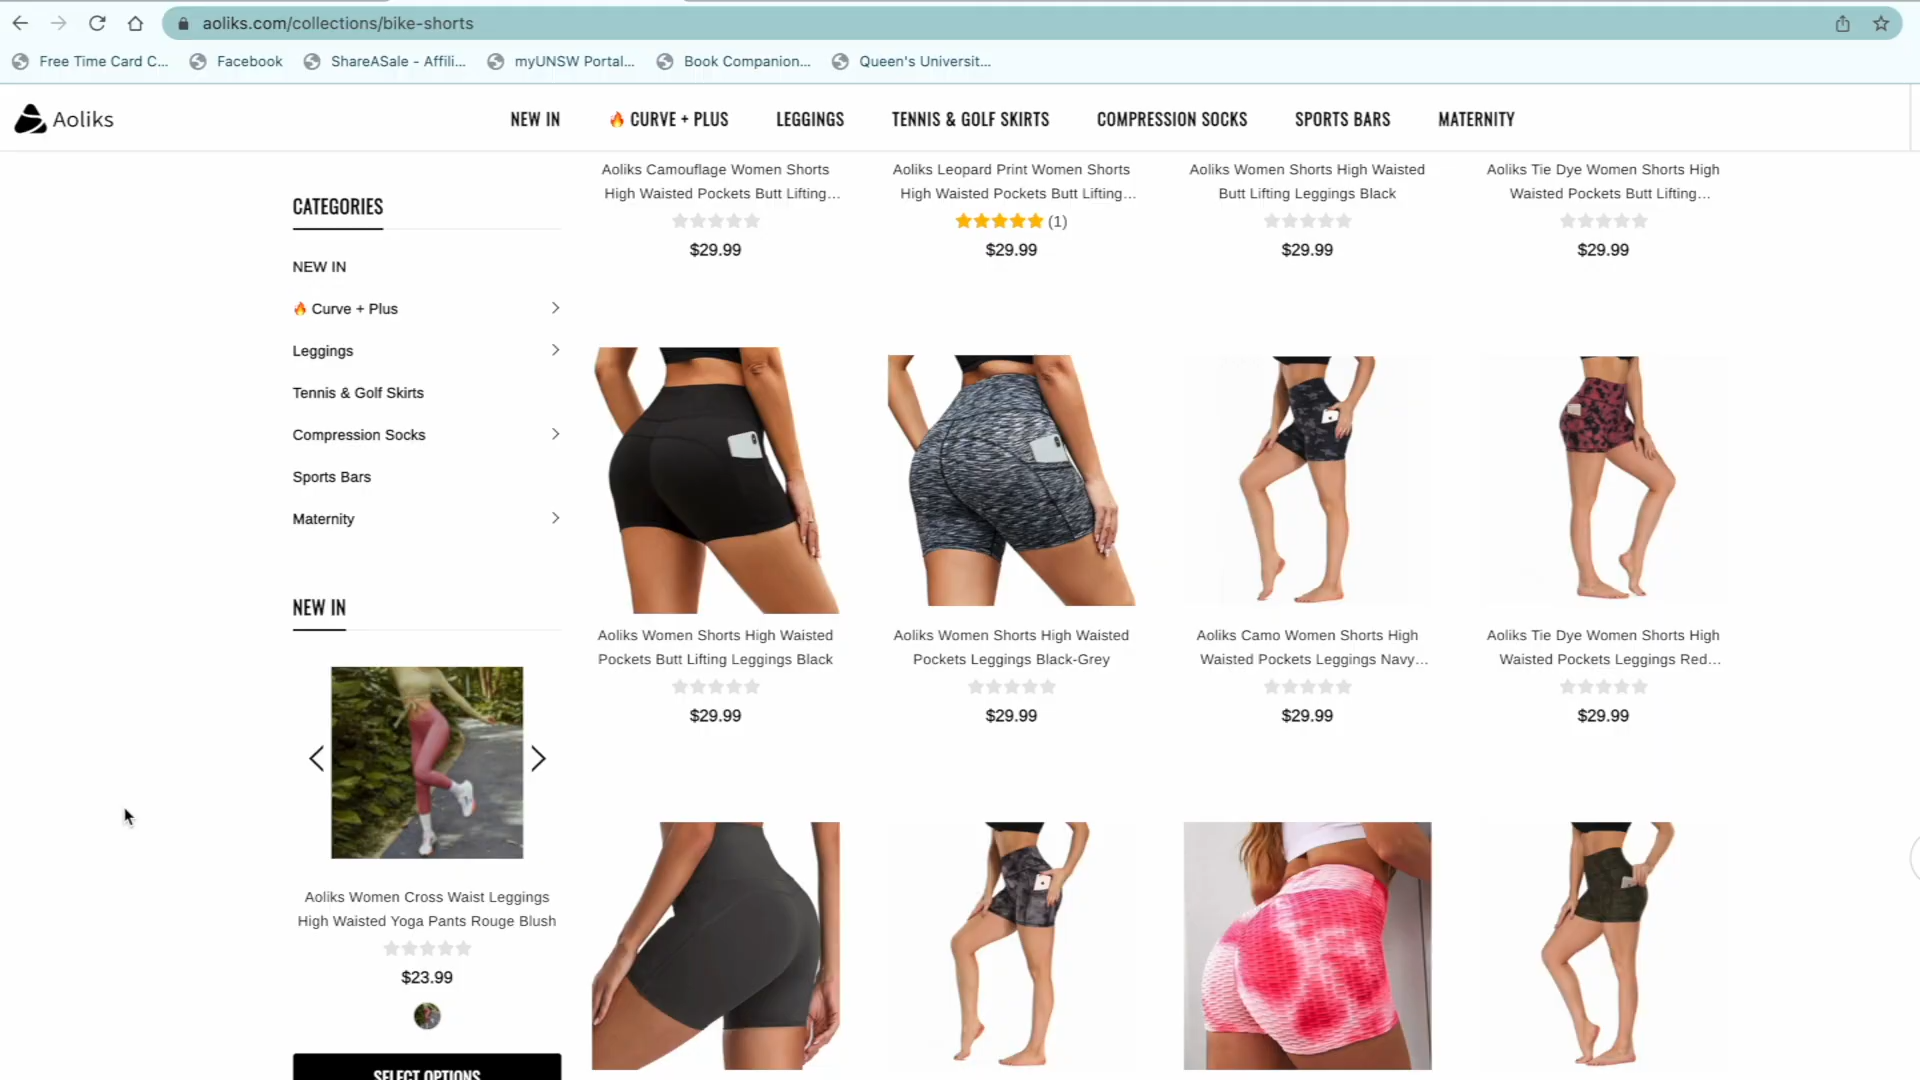 aoliks.com/collections/bike-shorts
Free Time Card C... Facebook ShareASale - Affili... myUNSW Portal... Book Companion... Queen's Universit...
Aoliks NEW IN 🔥 CURVE + PLUS LEGGINGS TENNIS & GOLF SKIRTS COMPRESSION SOCKS SPORTS BARS MATERNITY
CATEGORIES
NEW IN
🔥 Curve + Plus
Leggings
Tennis & Golf Skirts
Compression Socks
Sports Bars
Maternity
NEW IN
Aoliks Women Cross Waist Leggings
High Waisted Yoga Pants Rouge Blush
$23.99
SELECT OPTIONS
Aoliks Camouflage Women Shorts
High Waisted Pockets Butt Lifting...
$29.99
Aoliks Leopard Print Women Shorts
High Waisted Pockets Butt Lifting...
(1)
$29.99
Aoliks Women Shorts High Waisted
Butt Lifting Leggings Black
$29.99
Aoliks Tie Dye Women Shorts High
Waisted Pockets Butt Lifting...
$29.99
Aoliks Women Shorts High Waisted
Pockets Butt Lifting Leggings Black
$29.99
Aoliks Women Shorts High Waisted
Pockets Leggings Black-Grey
$29.99
Aoliks Camo Women Shorts High
Waisted Pockets Leggings Navy...
$29.99
Aoliks Tie Dye Women Shorts High
Waisted Pockets Leggings Red...
$29.99